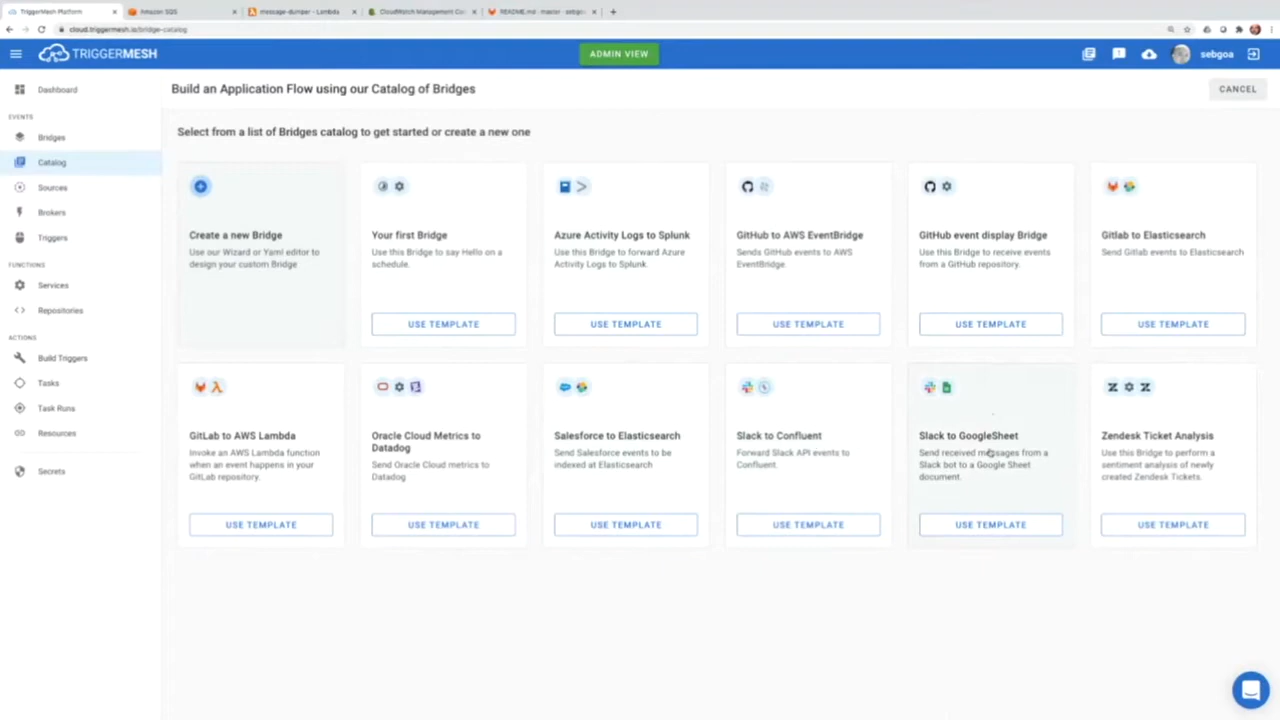 TriggerMesh Platform
Amazon SQS
message-dumper - Lambda
CloudWatch Management Con
README.md · master · sebgoa
cloud.triggermesh.io/bridge-catalog
TRIGGERMESH
ADMIN VIEW
sebgoa
Dashboard
EVENTS
Bridges
Catalog
Sources
Brokers
Triggers
FUNCTIONS
Services
Repositories
ACTIONS
Build Triggers
Tasks
Task Runs
Resources
Secrets
Build an Application Flow using our Catalog of Bridges
CANCEL
Select from a list of Bridges catalog to get started or create a new one
Create a new Bridge
Use our Wizard or Yaml editor to
design your custom Bridge
Your first Bridge
Use this Bridge to say Hello on a
schedule.
USE TEMPLATE
Azure Activity Logs to Splunk
Use this Bridge to forward Azure
Activity Logs to Splunk
USE TEMPLATE
GitHub to AWS EventBridge
Sends GitHub events to AWS
EventBridge.
USE TEMPLATE
GitHub event display Bridge
Use this Bridge to receive events
from a GitHub repository.
USE TEMPLATE
Gitlab to Elasticsearch
Send Gitlab events to Elasticsearch
USE TEMPLATE
GitLab to AWS Lambda
Invoke an AWS Lambda function
when an event happens in your
GitLab repository.
USE TEMPLATE
Oracle Cloud Metrics to
Datadog
Send Oracle Cloud metrics to
Datadog
USE TEMPLATE
Salesforce to Elasticsearch
Send Salesforce events to be
indexed at Elasticsearch
USE TEMPLATE
Slack to Confluent
Forward Slack API events to
Confluent.
USE TEMPLATE
Slack to GoogleSheet
Send received messages from a
Slack bot to a Google Sheet
document.
USE TEMPLATE
Zendesk Ticket Analysis
Use this Bridge to perform a
sentiment analysis of newly
created Zendesk Tickets.
USE TEMPLATE